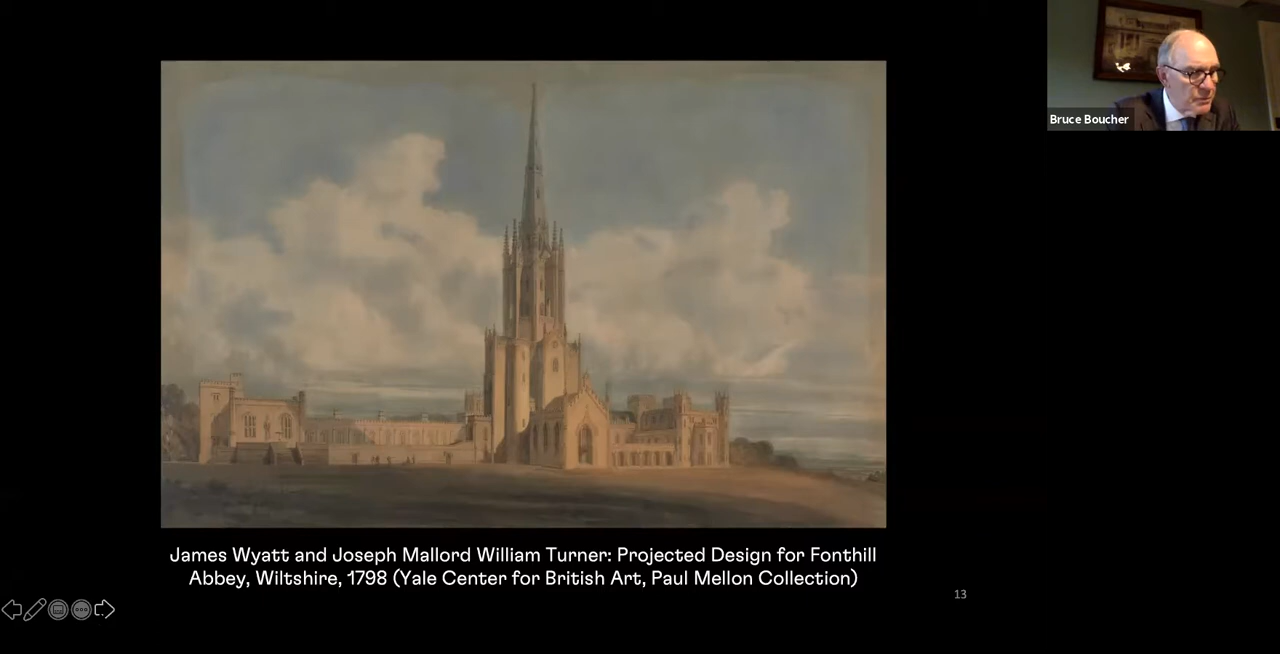 Bruce Boucher
James Wyatt and Joseph Mallord William Turner: Projected Design for Fonthill
Abbey, Wiltshire, 1798 (Yale Center for British Art, Paul Mellon Collection)
13